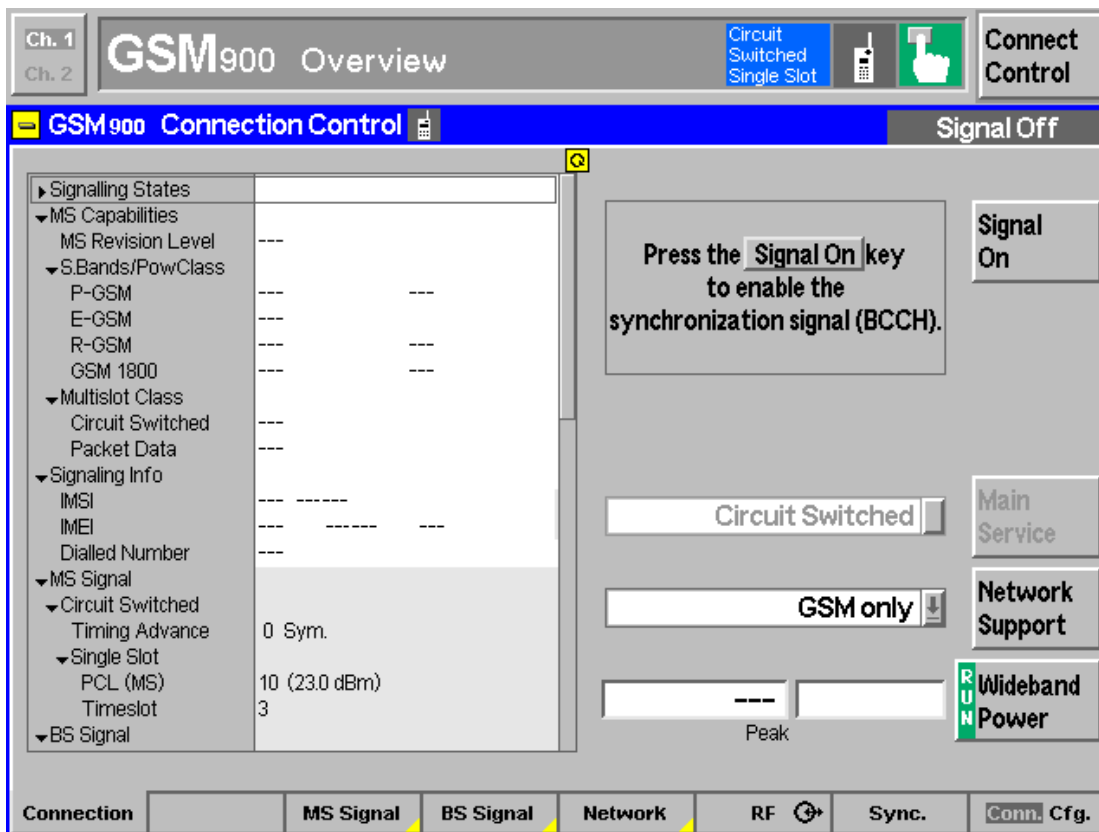 Ch. 1
Ch. 2
GSM900 Overview
Circuit
Switched
Single Slot
Connect
Control
GSM900 Connection Control
Signal Off
Signalling States
MS Capabilities
MS Revision Level ---
S.Bands/PowClass
P-GSM --- ---
E-GSM ---
R-GSM --- ---
GSM 1800 --- ---
Multislot Class
Circuit Switched ---
Packet Data ---
Signaling Info
IMSI --- ------
IMEI --- ------ ---
Dialled Number ---
MS Signal
Circuit Switched
Timing Advance 0 Sym.
Single Slot
PCL (MS) 10 (23.0 dBm)
Timeslot 3
BS Signal
Press the Signal On key
to enable the
synchronization signal (BCCH).
Signal
On
Circuit Switched
Main
Service
GSM only
Network
Support
---
Peak
RUN
Wideband
Power
Connection
MS Signal
BS Signal
Network
RF
Sync.
Conn. Cfg.